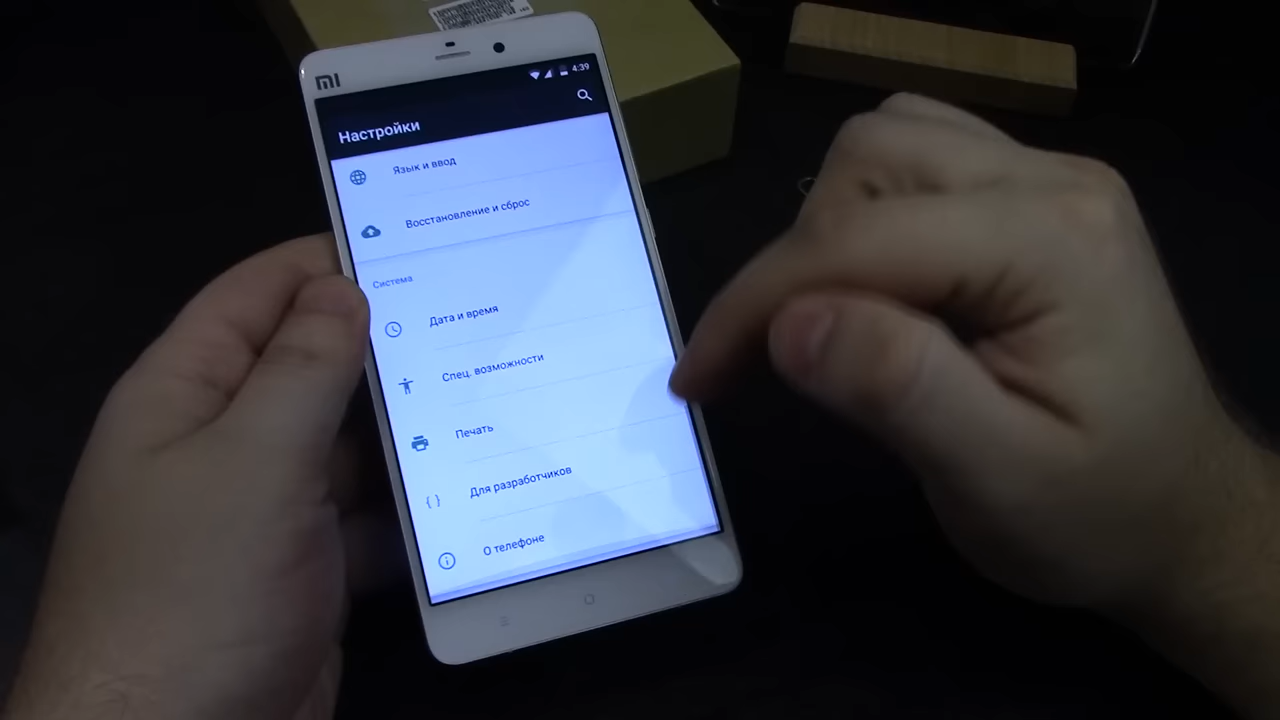 MI
4:39
Настройки
Язык и ввод
Восстановление и сброс
Система
Дата и время
Спец. возможности
Печать
{ } Для разработчиков
О телефоне